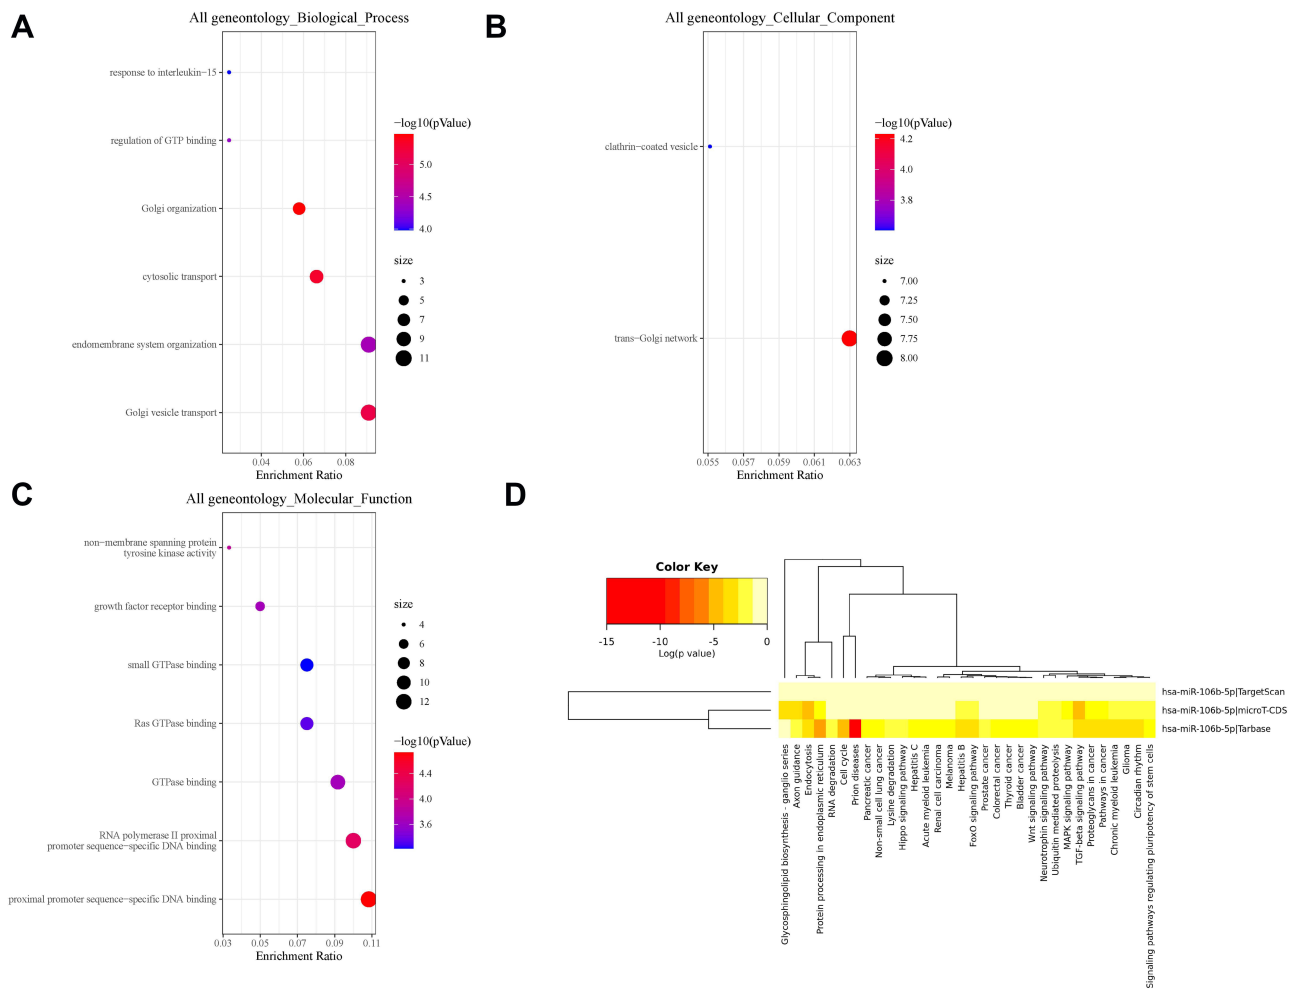 A
All geneontology_Biological_Process
response to interleukin−15
regulation of GTP binding
Golgi organization
cytosolic transport
endomembrane system organization
Golgi vesicle transport
0.04 0.06 0.08
Enrichment Ratio
−log10(pValue)
5.0
4.5
4.0
size
3
5
7
9
11
B
All geneontology_Cellular_Component
clathrin−coated vesicle
trans−Golgi network
0.055 0.057 0.059 0.061 0.063
Enrichment Ratio
−log10(pValue)
4.2
4.0
3.8
size
7.00
7.25
7.50
7.75
8.00
C
All geneontology_Molecular_Function
non−membrane spanning protein
tyrosine kinase activity
growth factor receptor binding
small GTPase binding
Ras GTPase binding
GTPase binding
RNA polymerase II proximal
promoter sequence−specific DNA binding
proximal promoter sequence−specific DNA binding
0.03 0.05 0.07 0.09 0.11
Enrichment Ratio
size
4
6
8
10
12
−log10(pValue)
4.4
4.0
3.6
D
Color Key
-15 -10 -5 0
Log(p value)
hsa-miR-106b-5p|TargetScan
hsa-miR-106b-5p|microT-CDS
hsa-miR-106b-5p|Tarbase
Glycosphingolipid biosynthesis - ganglio series
Axon guidance
Endocytosis
Protein processing in endoplasmic reticulum
RNA degradation
Cell cycle
Prion diseases
Pancreatic cancer
Non-small cell lung cancer
Lysine degradation
Hippo signaling pathway
Hepatitis C
Acute myeloid leukemia
Renal cell carcinoma
Melanoma
Hepatitis B
FoxO signaling pathway
Prostate cancer
Colorectal cancer
Thyroid cancer
Bladder cancer
Wnt signaling pathway
Neurotrophin signaling pathway
Ubiquitin mediated proteolysis
MAPK signaling pathway
TGF-beta signaling pathway
Proteoglycans in cancer
Pathways in cancer
Chronic myeloid leukemia
Glioma
Circadian rhythm
Signaling pathways regulating pluripotency of stem cells